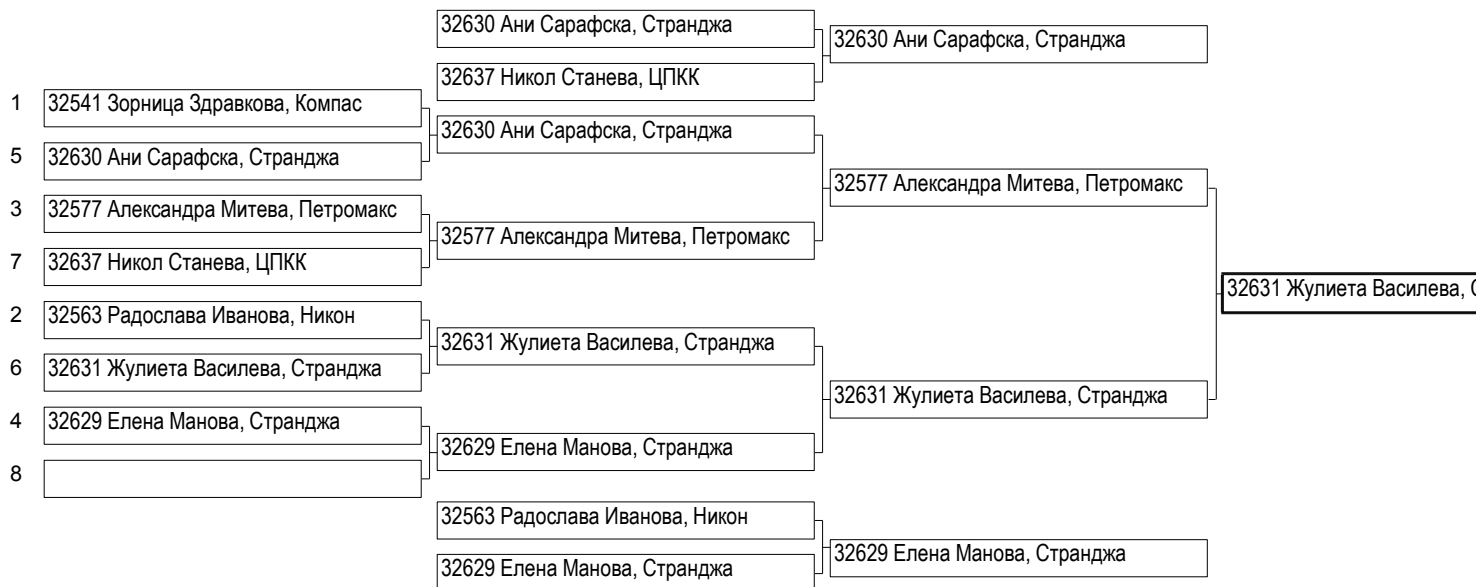 32630 Ани Сарафска, Странджа
32630 Ани Сарафска, Странджа
32637 Никол Станева, ЦПКК
1 32541 Зорница Здравкова, Компас
32630 Ани Сарафска, Странджа
5 32630 Ани Сарафска, Странджа
32577 Александра Митева, Петромакс
3 32577 Александра Митева, Петромакс
32577 Александра Митева, Петромакс
7 32637 Никол Станева, ЦПКК
32631 Жулиета Василева, С
2 32563 Радослава Иванова, Никон
32631 Жулиета Василева, Странджа
6 32631 Жулиета Василева, Странджа
32631 Жулиета Василева, Странджа
4 32629 Елена Манова, Странджа
32629 Елена Манова, Странджа
8
32563 Радослава Иванова, Никон
32629 Елена Манова, Странджа
32629 Елена Манова, Странджа